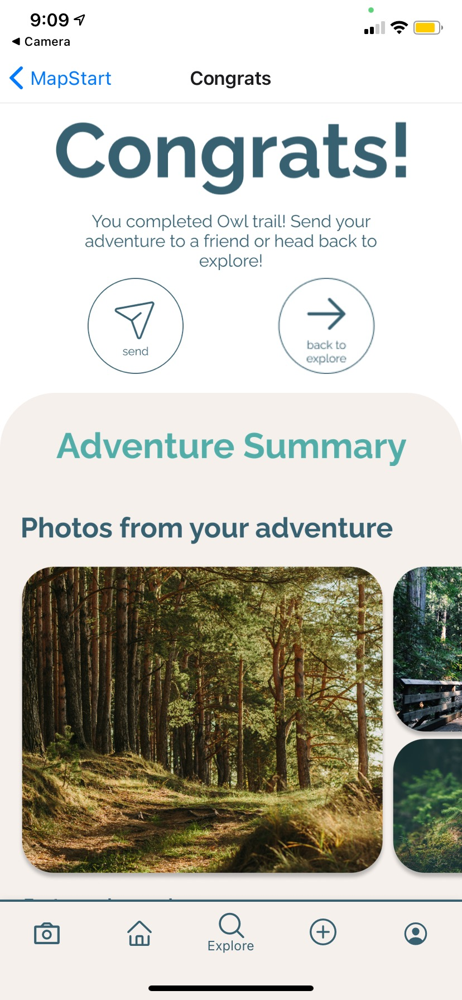 9:09
Camera
MapStart
Congrats
Congrats!
You completed Owl trail! Send your
adventure to a friend or head back to
explore!
send
back to
explore
Adventure Summary
Photos from your adventure
Explore